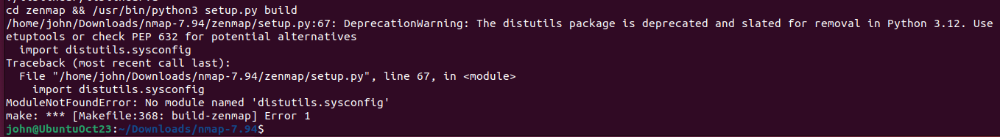 cd zenmap && /usr/bin/python3 setup.py build
/home/john/Downloads/nmap-7.94/zenmap/setup.py:67: DeprecationWarning: The distutils package is deprecated and slated for removal in Python 3.12. Use
etuptools or check PEP 632 for potential alternatives
  import distutils.sysconfig
Traceback (most recent call last):
  File "/home/john/Downloads/nmap-7.94/zenmap/setup.py", line 67, in <module>
    import distutils.sysconfig
ModuleNotFoundError: No module named 'distutils.sysconfig'
make: *** [Makefile:368: build-zenmap] Error 1
john@UbuntuOct23:~/Downloads/nmap-7.94$